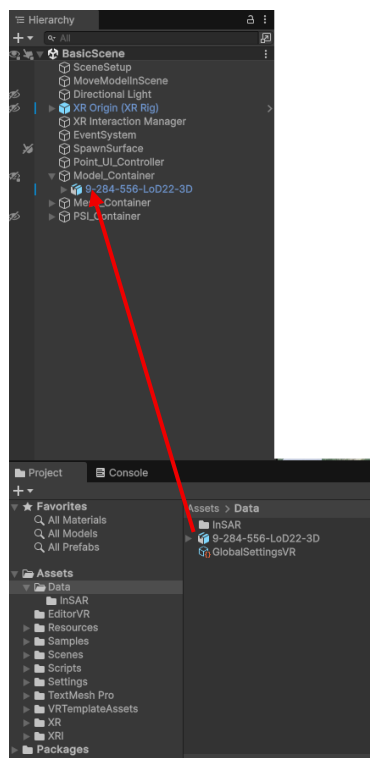 Hierarchy
All
BasicScene
SceneSetup
MoveModelInScene
Directional Light
XR Origin (XR Rig)
XR Interaction Manager
EventSystem
SpawnSurface
Point_UI_Controller
Model_Container
9-284-556-LoD22-3D
_Container
PSI_Container
Project
Console
Favorites
All Materials
All Models
All Prefabs
Assets
Data
InSAR
EditorVR
Resources
Samples
Scenes
Scripts
Settings
TextMesh Pro
VRTemplateAssets
XR
XRI
Packages
Assets > Data
InSAR
9-284-556-LoD22-3D
GlobalSettingsVR